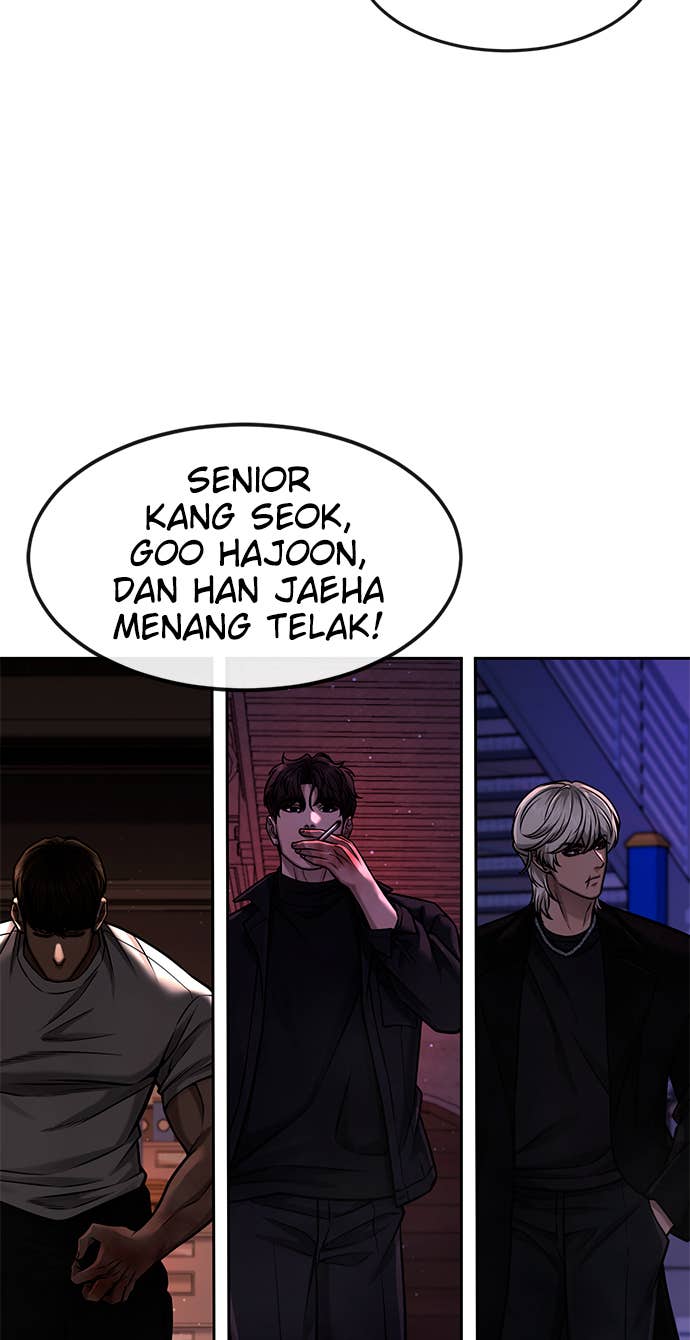 SENIOR
KANG SEOK,
GOO HAJOON,
DAN HAN JAEHA
MENANG TELAK!